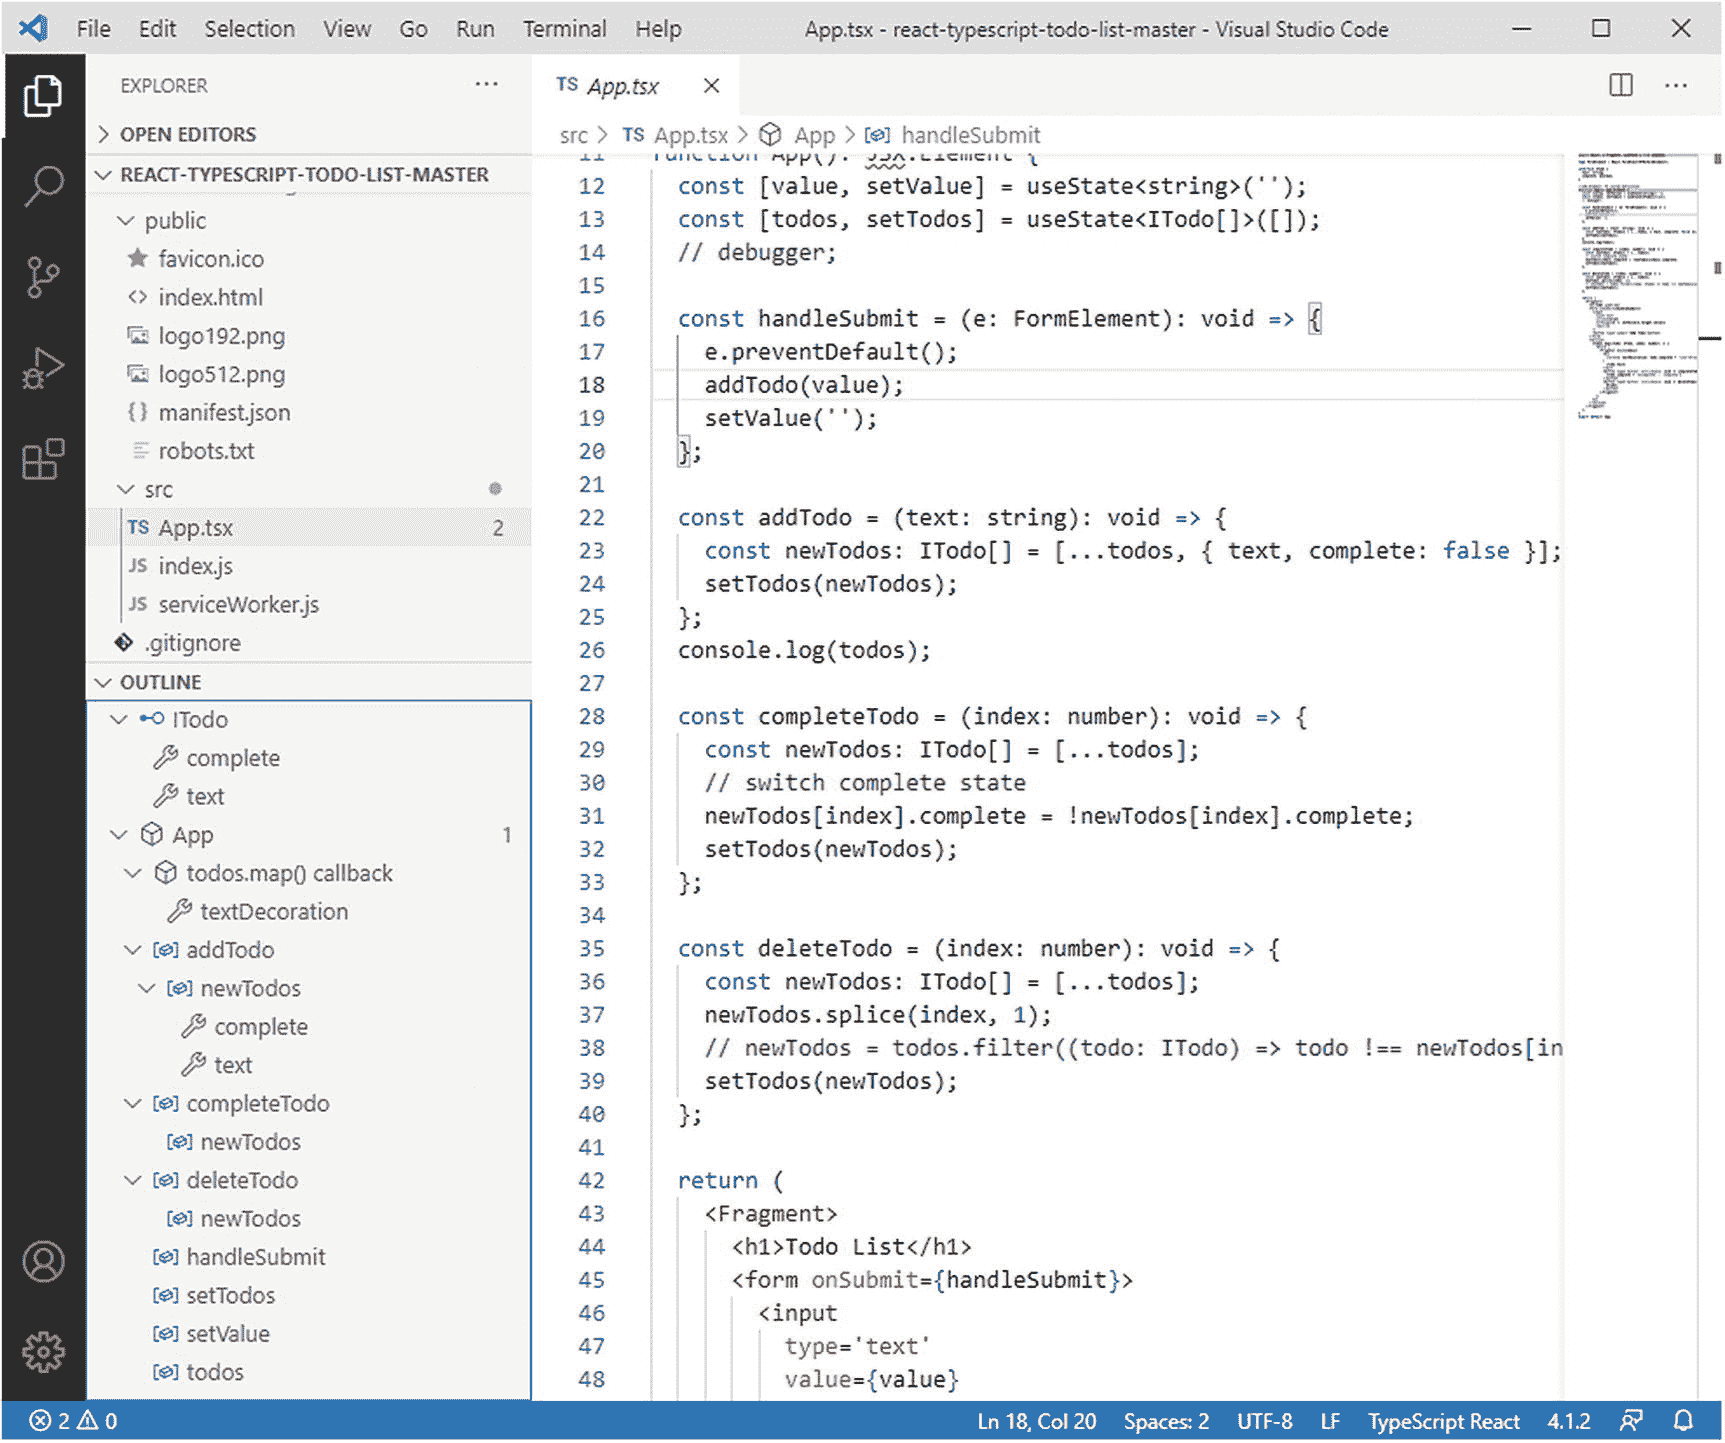 File Edit Selection View Go Run Terminal Help App.tsx - react-typescript-todo-list-master - Visual Studio Code
EXPLORER
OPEN EDITORS
REACT-TYPESCRIPT-TODO-LIST-MASTER
public
favicon.ico
<> index.html
logo192.png
logo512.png
{} manifest.json
robots.txt
src
TS App.tsx 2
JS index.js
JS serviceWorker.js
.gitignore
OUTLINE
ITodo
complete
text
App 1
todos.map() callback
textDecoration
addTodo
newTodos
complete
text
completeTodo
newTodos
deleteTodo
newTodos
handleSubmit
setTodos
setValue
todos
TS App.tsx
src > TS App.tsx > App > handleSubmit
11 function App(): JSX.Element {
12 const [value, setValue] = useState<string>('');
13 const [todos, setTodos] = useState<ITodo[]>([]);
14 // debugger;
15
16 const handleSubmit = (e: FormElement): void => {
17 e.preventDefault();
18 addTodo(value);
19 setValue('');
20 };
21
22 const addTodo = (text: string): void => {
23 const newTodos: ITodo[] = [...todos, { text, complete: false }];
24 setTodos(newTodos);
25 };
26 console.log(todos);
27
28 const completeTodo = (index: number): void => {
29 const newTodos: ITodo[] = [...todos];
30 // switch complete state
31 newTodos[index].complete = !newTodos[index].complete;
32 setTodos(newTodos);
33 };
34
35 const deleteTodo = (index: number): void => {
36 const newTodos: ITodo[] = [...todos];
37 newTodos.splice(index, 1);
38 // newTodos = todos.filter((todo: ITodo) => todo !== newTodos[in
39 setTodos(newTodos);
40 };
41
42 return (
43 <Fragment>
44 <h1>Todo List</h1>
45 <form onSubmit={handleSubmit}>
46 <input
47 type='text'
48 value={value}
2 0 Ln 18, Col 20 Spaces: 2 UTF-8 LF TypeScript React 4.1.2